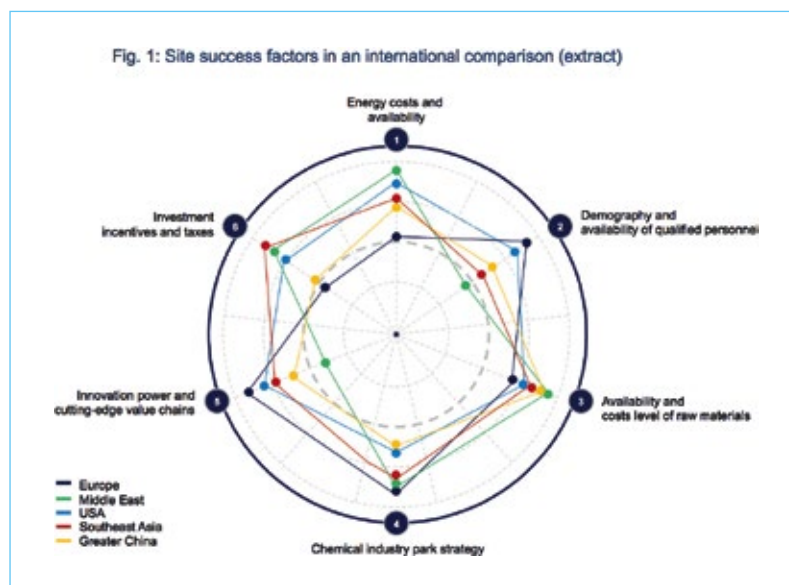 Fig. 1: Site success factors in an international comparison (extract)
Energy costs and
availability
1
2
Demography and
availability of qualified personnel
Investment
incentives and taxes
6
Innovation power and
cutting-edge value chains
5
3
Availability and
costs level of raw materials
4
Chemical industry park strategy
Europe
Middle East
USA
Southeast Asia
Greater China